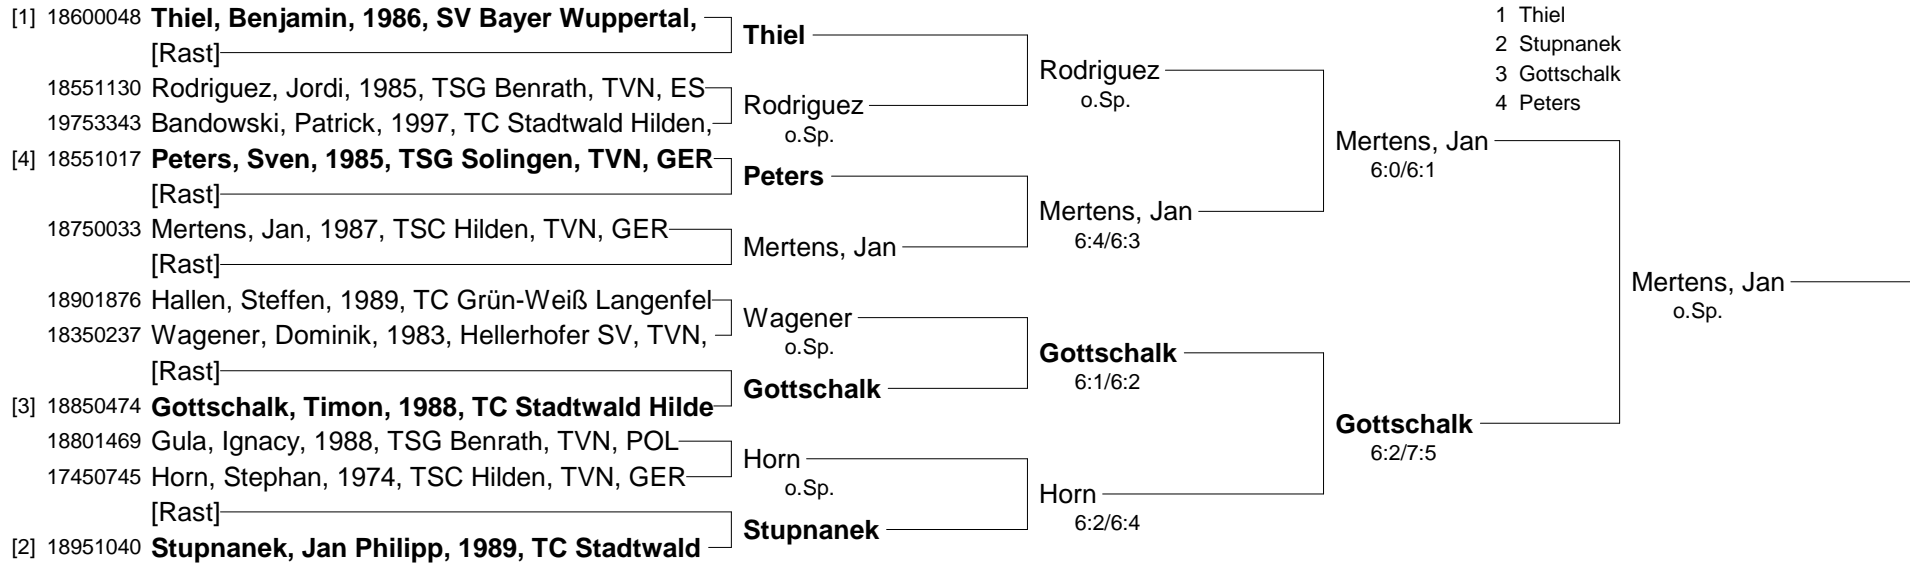 [1] 18600048 Thiel, Benjamin, 1986, SV Bayer Wuppertal,
[Rast]
18551130 Rodriguez, Jordi, 1985, TSG Benrath, TVN, ES
19753343 Bandowski, Patrick, 1997, TC Stadtwald Hilden,
[4] 18551017 Peters, Sven, 1985, TSG Solingen, TVN, GER
[Rast]
18750033 Mertens, Jan, 1987, TSC Hilden, TVN, GER
[Rast]
18901876 Hallen, Steffen, 1989, TC Grün-Weiß Langenfel
18350237 Wagener, Dominik, 1983, Hellerhofer SV, TVN,
[Rast]
[3] 18850474 Gottschalk, Timon, 1988, TC Stadtwald Hilde
18801469 Gula, Ignacy, 1988, TSG Benrath, TVN, POL
17450745 Horn, Stephan, 1974, TSC Hilden, TVN, GER
[Rast]
[2] 18951040 Stupnanek, Jan Philipp, 1989, TC Stadtwald
Thiel
Rodriguez
o.Sp.
Peters
Mertens, Jan
Wagener
o.Sp.
Gottschalk
Horn
o.Sp.
Stupnanek
Rodriguez
o.Sp.
Mertens, Jan
6:4/6:3
Gottschalk
6:1/6:2
Horn
6:2/6:4
Mertens, Jan
6:0/6:1
Gottschalk
6:2/7:5
Mertens, Jan
o.Sp.
1 Thiel
2 Stupnanek
3 Gottschalk
4 Peters